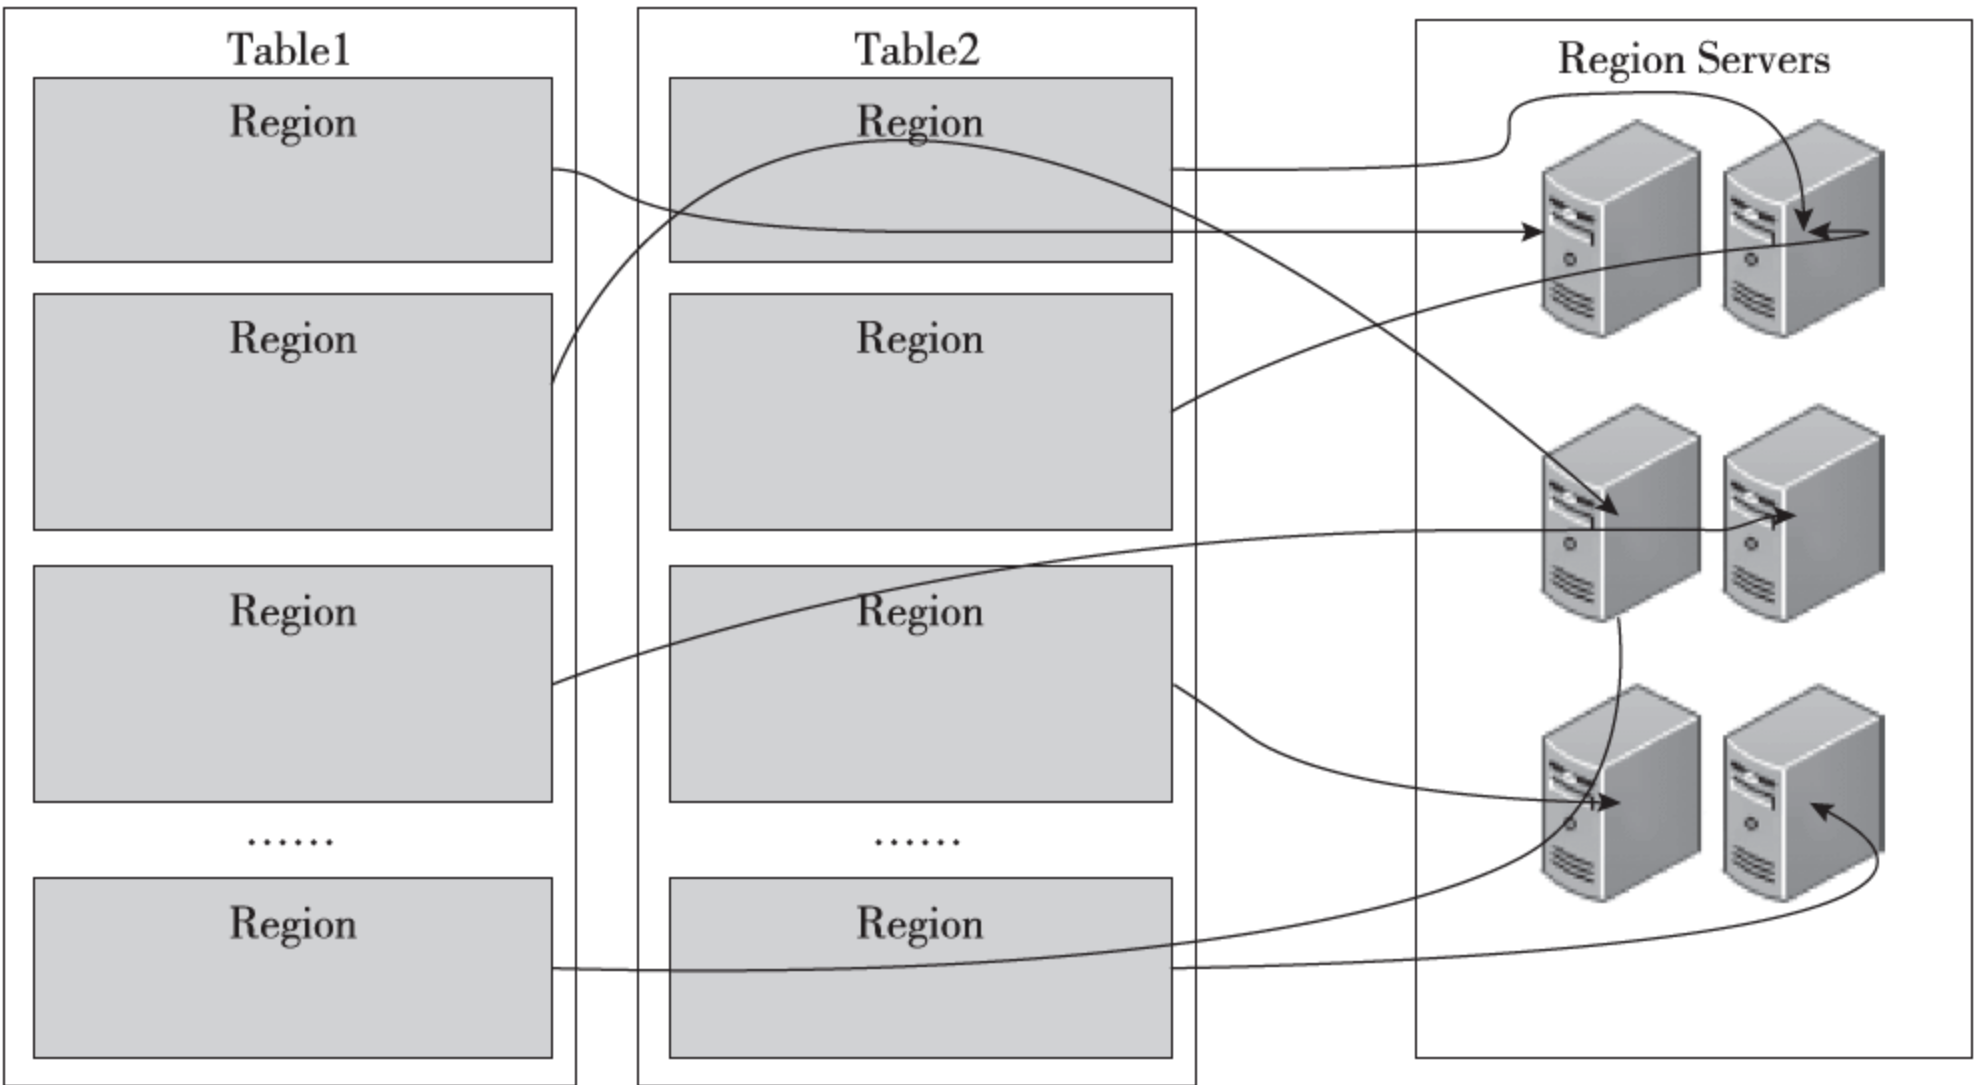 Table1
Region
Region
Region
......
Region
Table2
Region
Region
Region
......
Region
Region Servers